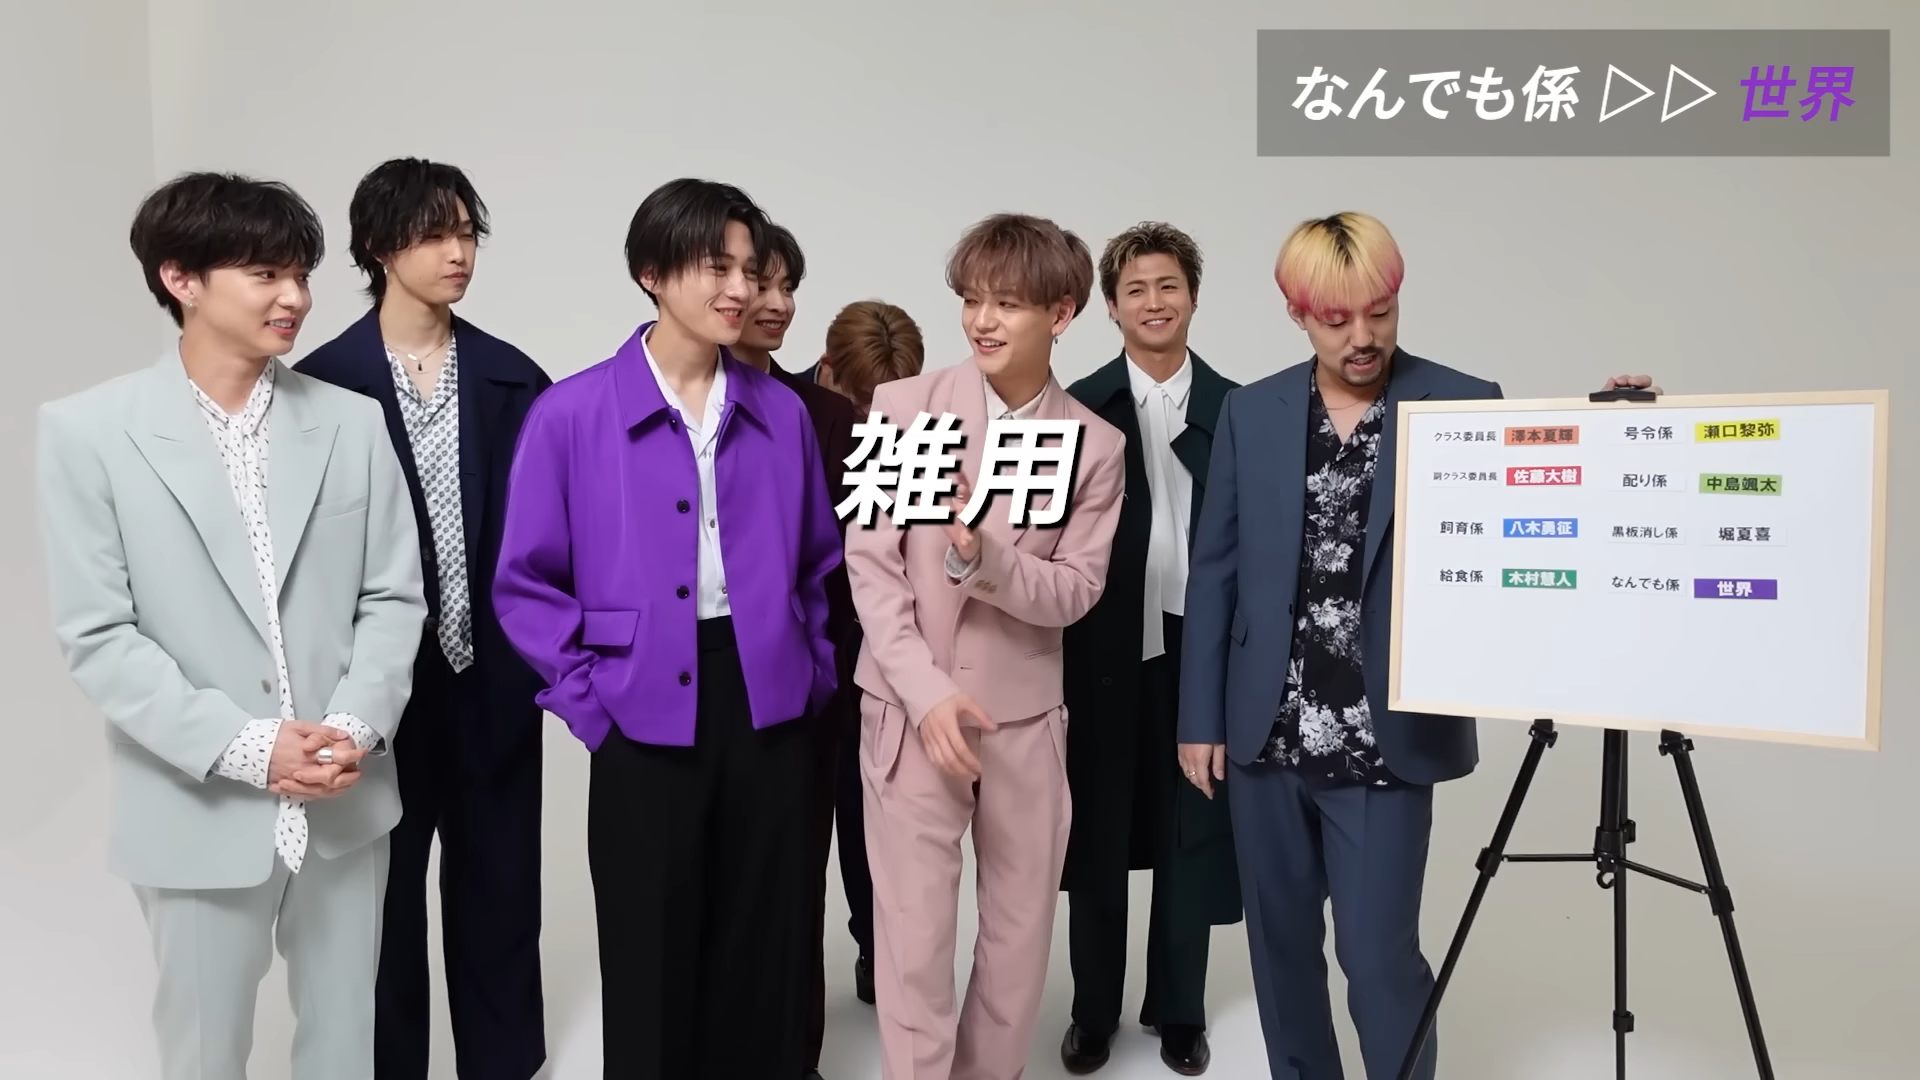 なんでも係 ▷▷ 世界
雑用
クラス委員長 澤本夏輝
号令係 瀬口黎弥
副クラス委員長 佐藤大樹
配り係 中島颯太
飼育係 八木勇征
黒板消し係 堀夏喜
給食係 木村慧人
なんでも係 世界